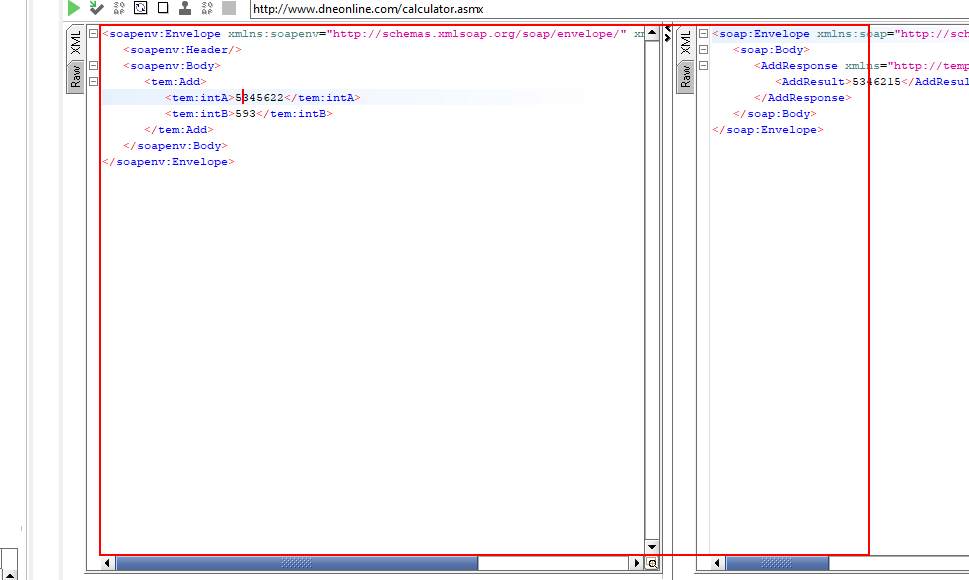 http://www.dneonline.com/calculator.asmx
XML
Raw
<soapenv:Envelope xmlns:soapenv="http://schemas.xmlsoap.org/soap/envelope/"
<soapenv:Header/>
<soapenv:Body>
<tem:Add>
<tem:intA>5345622</tem:intA>
<tem:intB>593</tem:intB>
</tem:Add>
</soapenv:Body>
</soapenv:Envelope>
XML
Raw
<soap:Envelope xmlns:soap="http://sch
<soap:Body>
<AddResponse xmlns="http://temp
<AddResult>5346215</AddResul
</AddResponse>
</soap:Body>
</soap:Envelope>